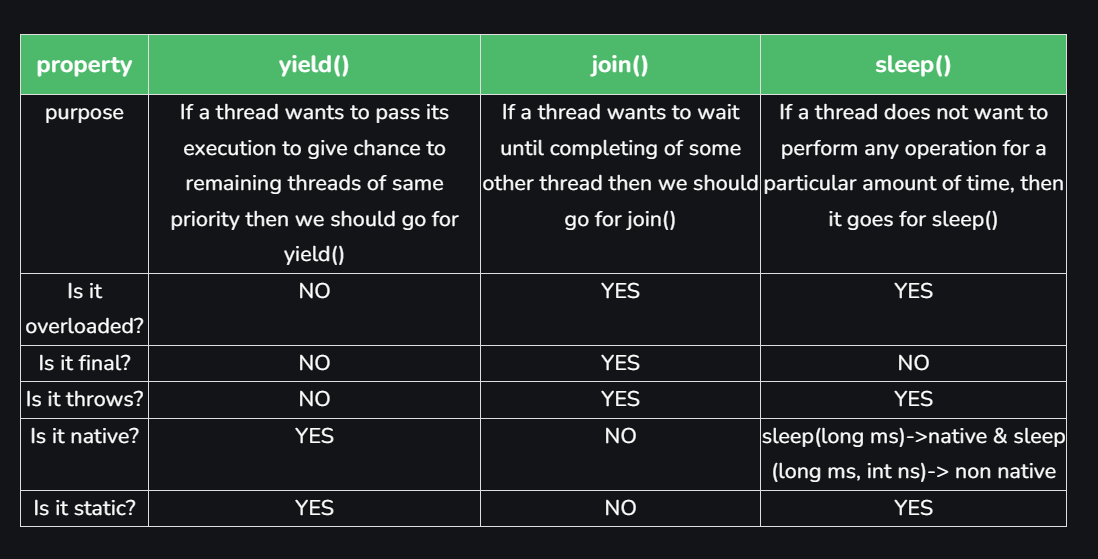 property yield() join() sleep()
purpose
If a thread wants to pass its
execution to give chance to
remaining threads of same
priority then we should go for
yield()
If a thread wants to wait
until completing of some
other thread then we should
go for join()
If a thread does not want to
perform any operation for a
particular amount of time, then
it goes for sleep()
Is it
overloaded?
NO
YES
YES
Is it final? NO YES NO
Is it throws? NO YES YES
Is it native?
YES
NO
sleep(long ms)->native & sleep
(long ms, int ns)-> non native
Is it static? YES NO YES